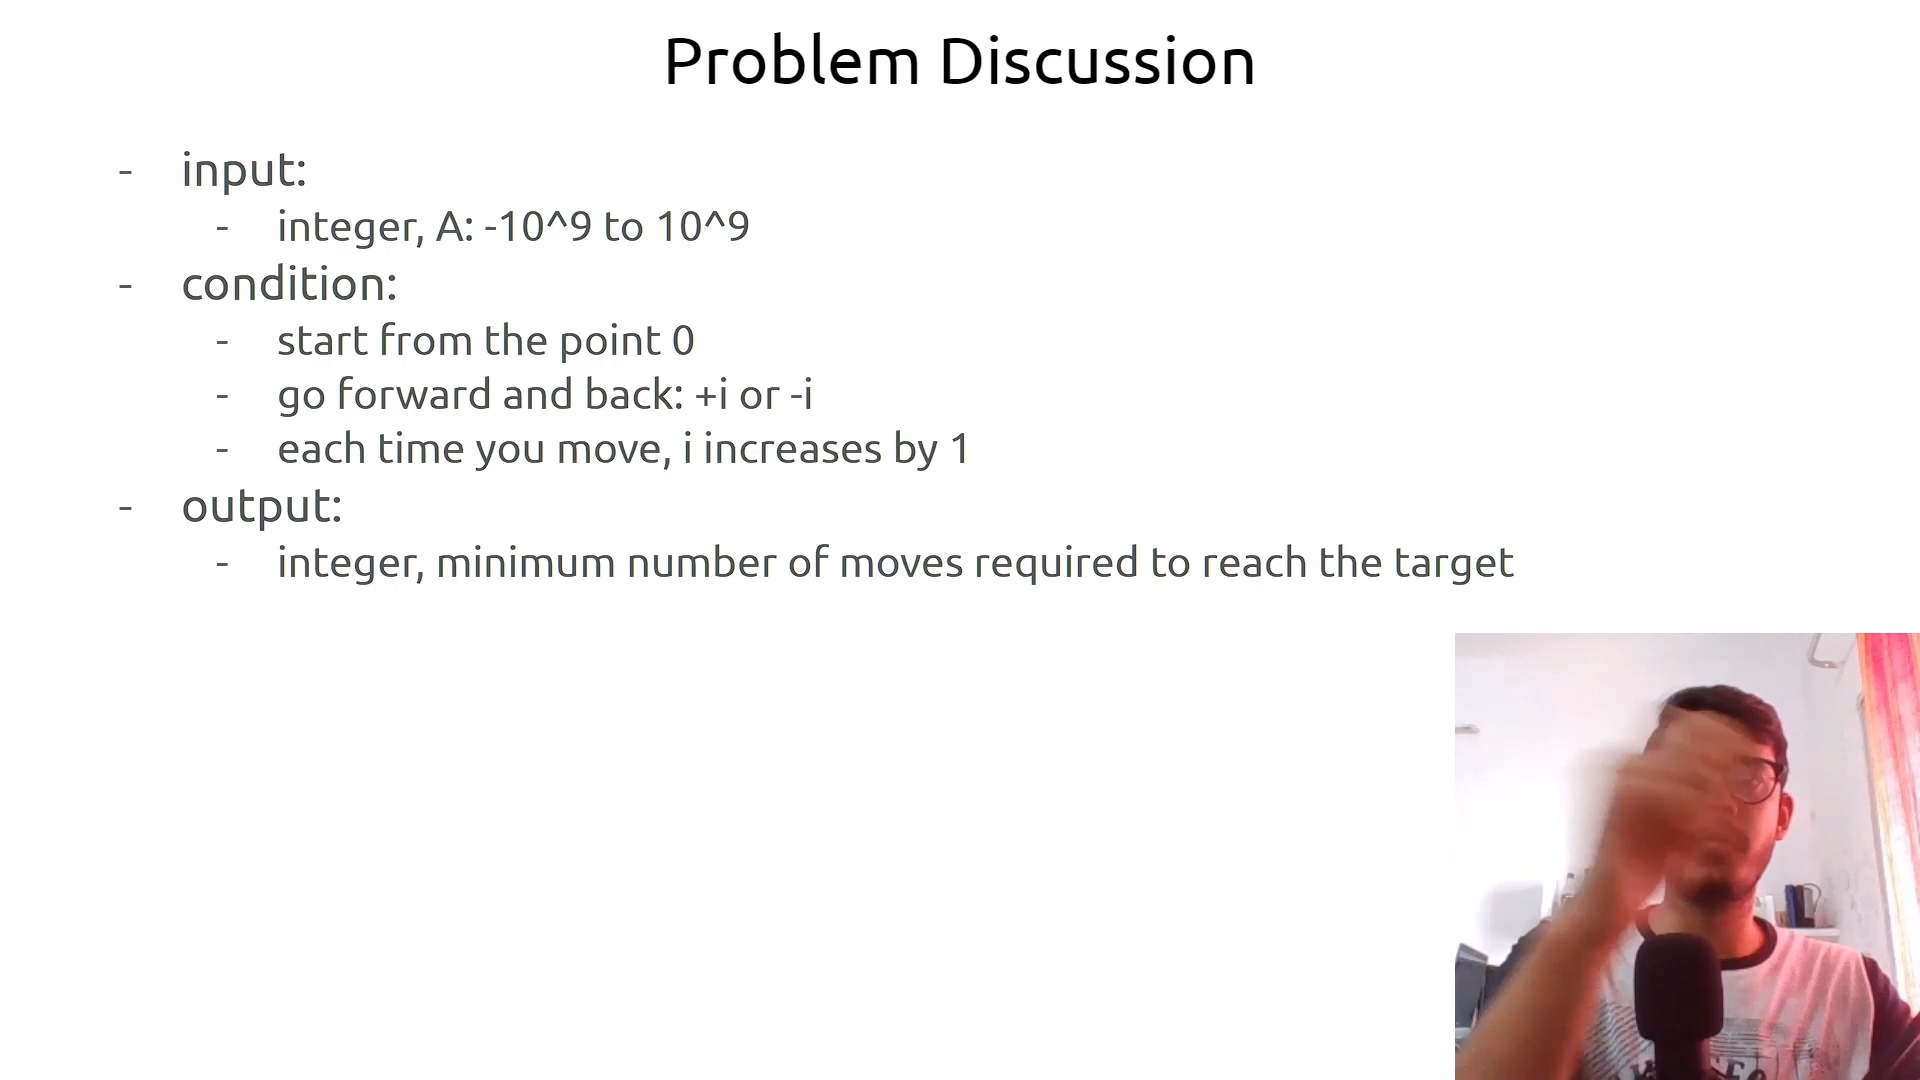 Problem Discussion
- input:
- integer, A: -10^9 to 10^9
- condition:
- start from the point 0
- go forward and back: +i or -i
- each time you move, i increases by 1
- output:
- integer, minimum number of moves required to reach the target